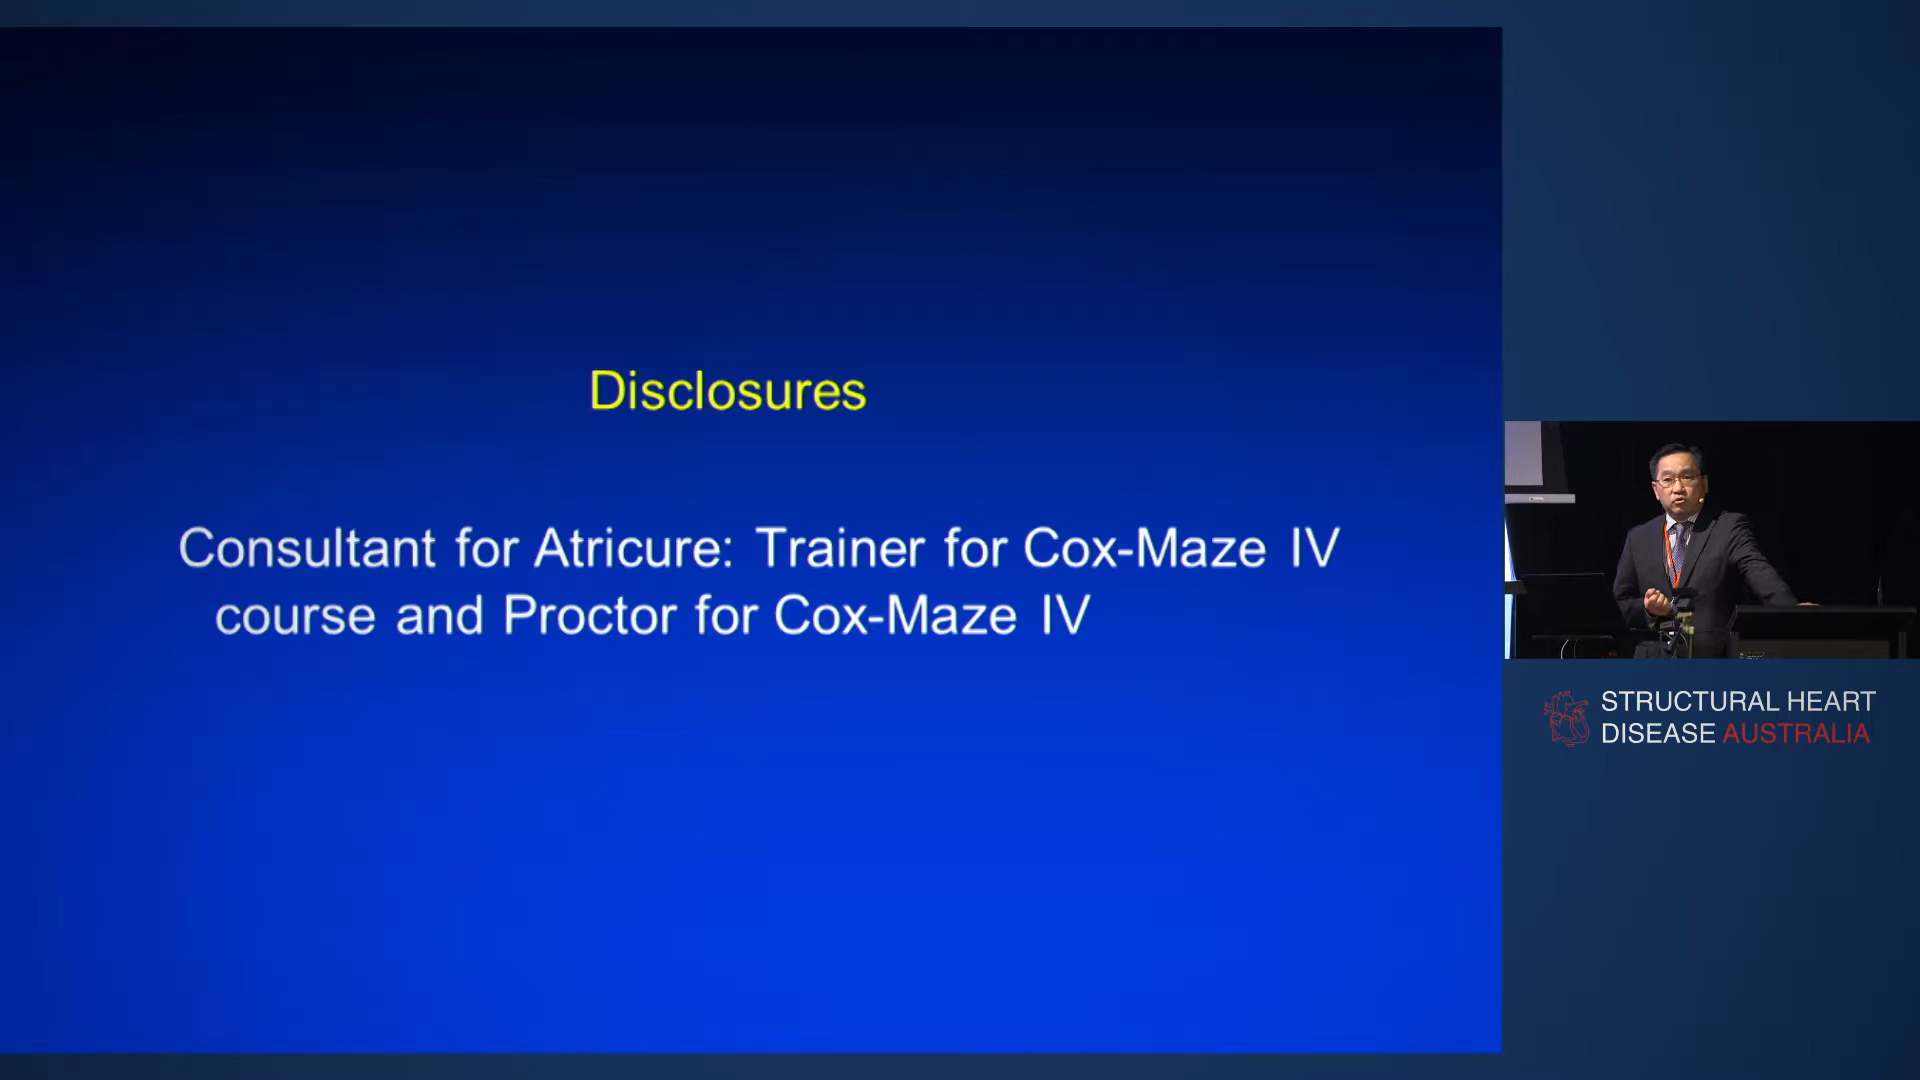 Disclosures
Consultant for Atricure: Trainer for Cox-Maze IV
course and Proctor for Cox-Maze IV
STRUCTURAL HEART
DISEASE AUSTRALIA